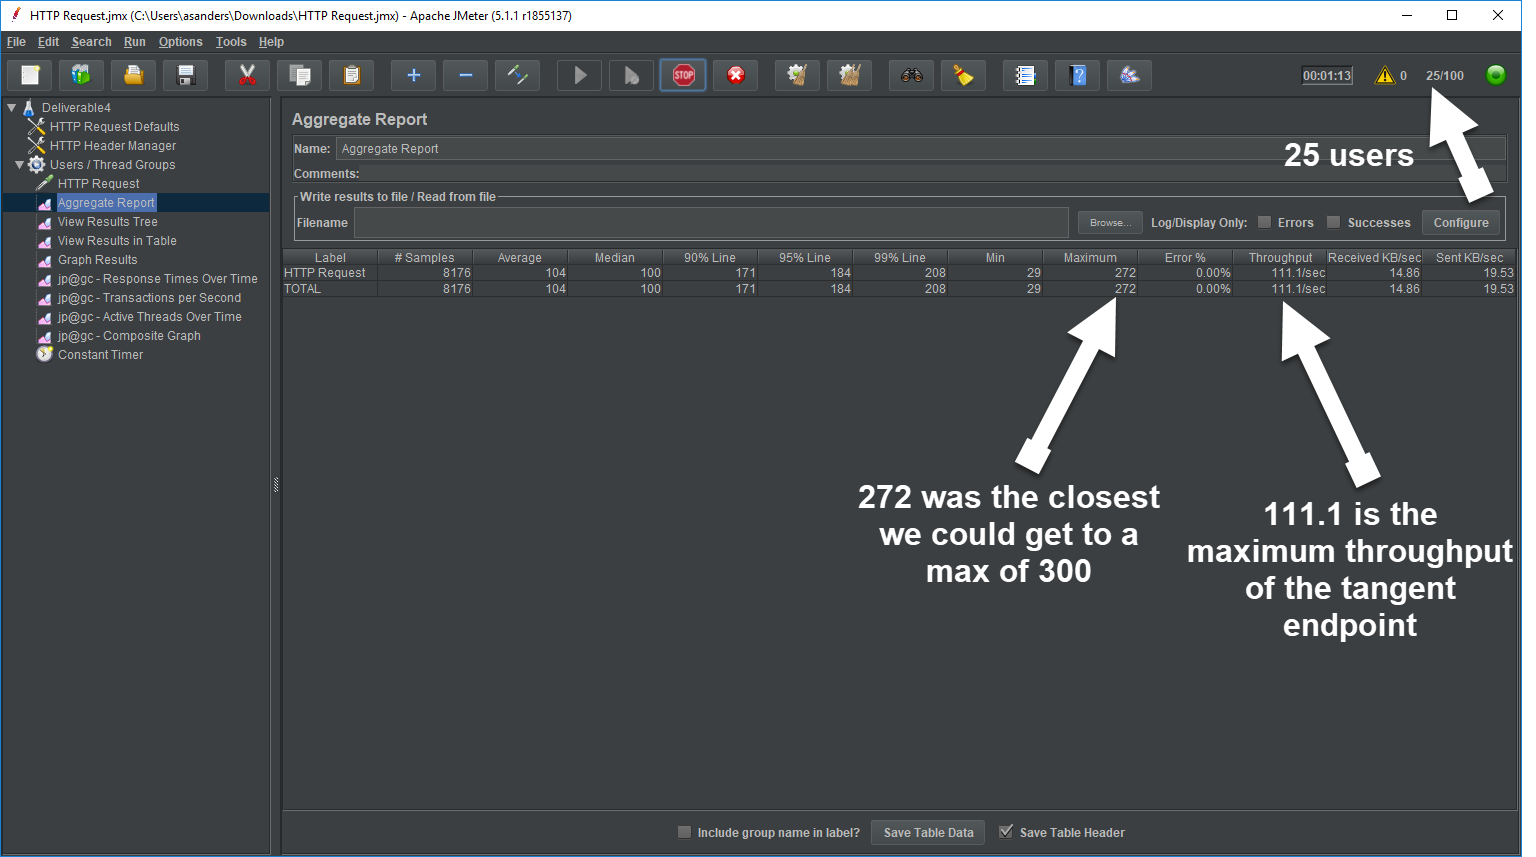 HTTP Request.jmx (C:\Users\asanders\Downloads\HTTP Request.jmx) - Apache JMeter (5.1.1 r1855137)
File Edit Search Run Options Tools Help
STOP 00:01:13 0 25/100
Deliverable4
HTTP Request Defaults
HTTP Header Manager
Users / Thread Groups
HTTP Request
Aggregate Report
View Results Tree
View Results in Table
Graph Results
jp@gc - Response Times Over Time
jp@gc - Transactions per Second
jp@gc - Active Threads Over Time
jp@gc - Composite Graph
Constant Timer
Aggregate Report
Name: Aggregate Report
Comments:
Write results to file / Read from file
Filename Browse... Log/Display Only: Errors Successes Configure
Label # Samples Average Median 90% Line 95% Line 99% Line Min Maximum Error % Throughput Received KB/sec Sent KB/sec
HTTP Request 8176 104 100 171 184 208 29 272 0.00% 111.1/sec 14.86 19.53
TOTAL 8176 104 100 171 184 208 29 272 0.00% 111.1/sec 14.86 19.53
25 users
272 was the closest
we could get to a
max of 300
111.1 is the
maximum throughput
of the tangent
endpoint
Include group name in label? Save Table Data Save Table Header